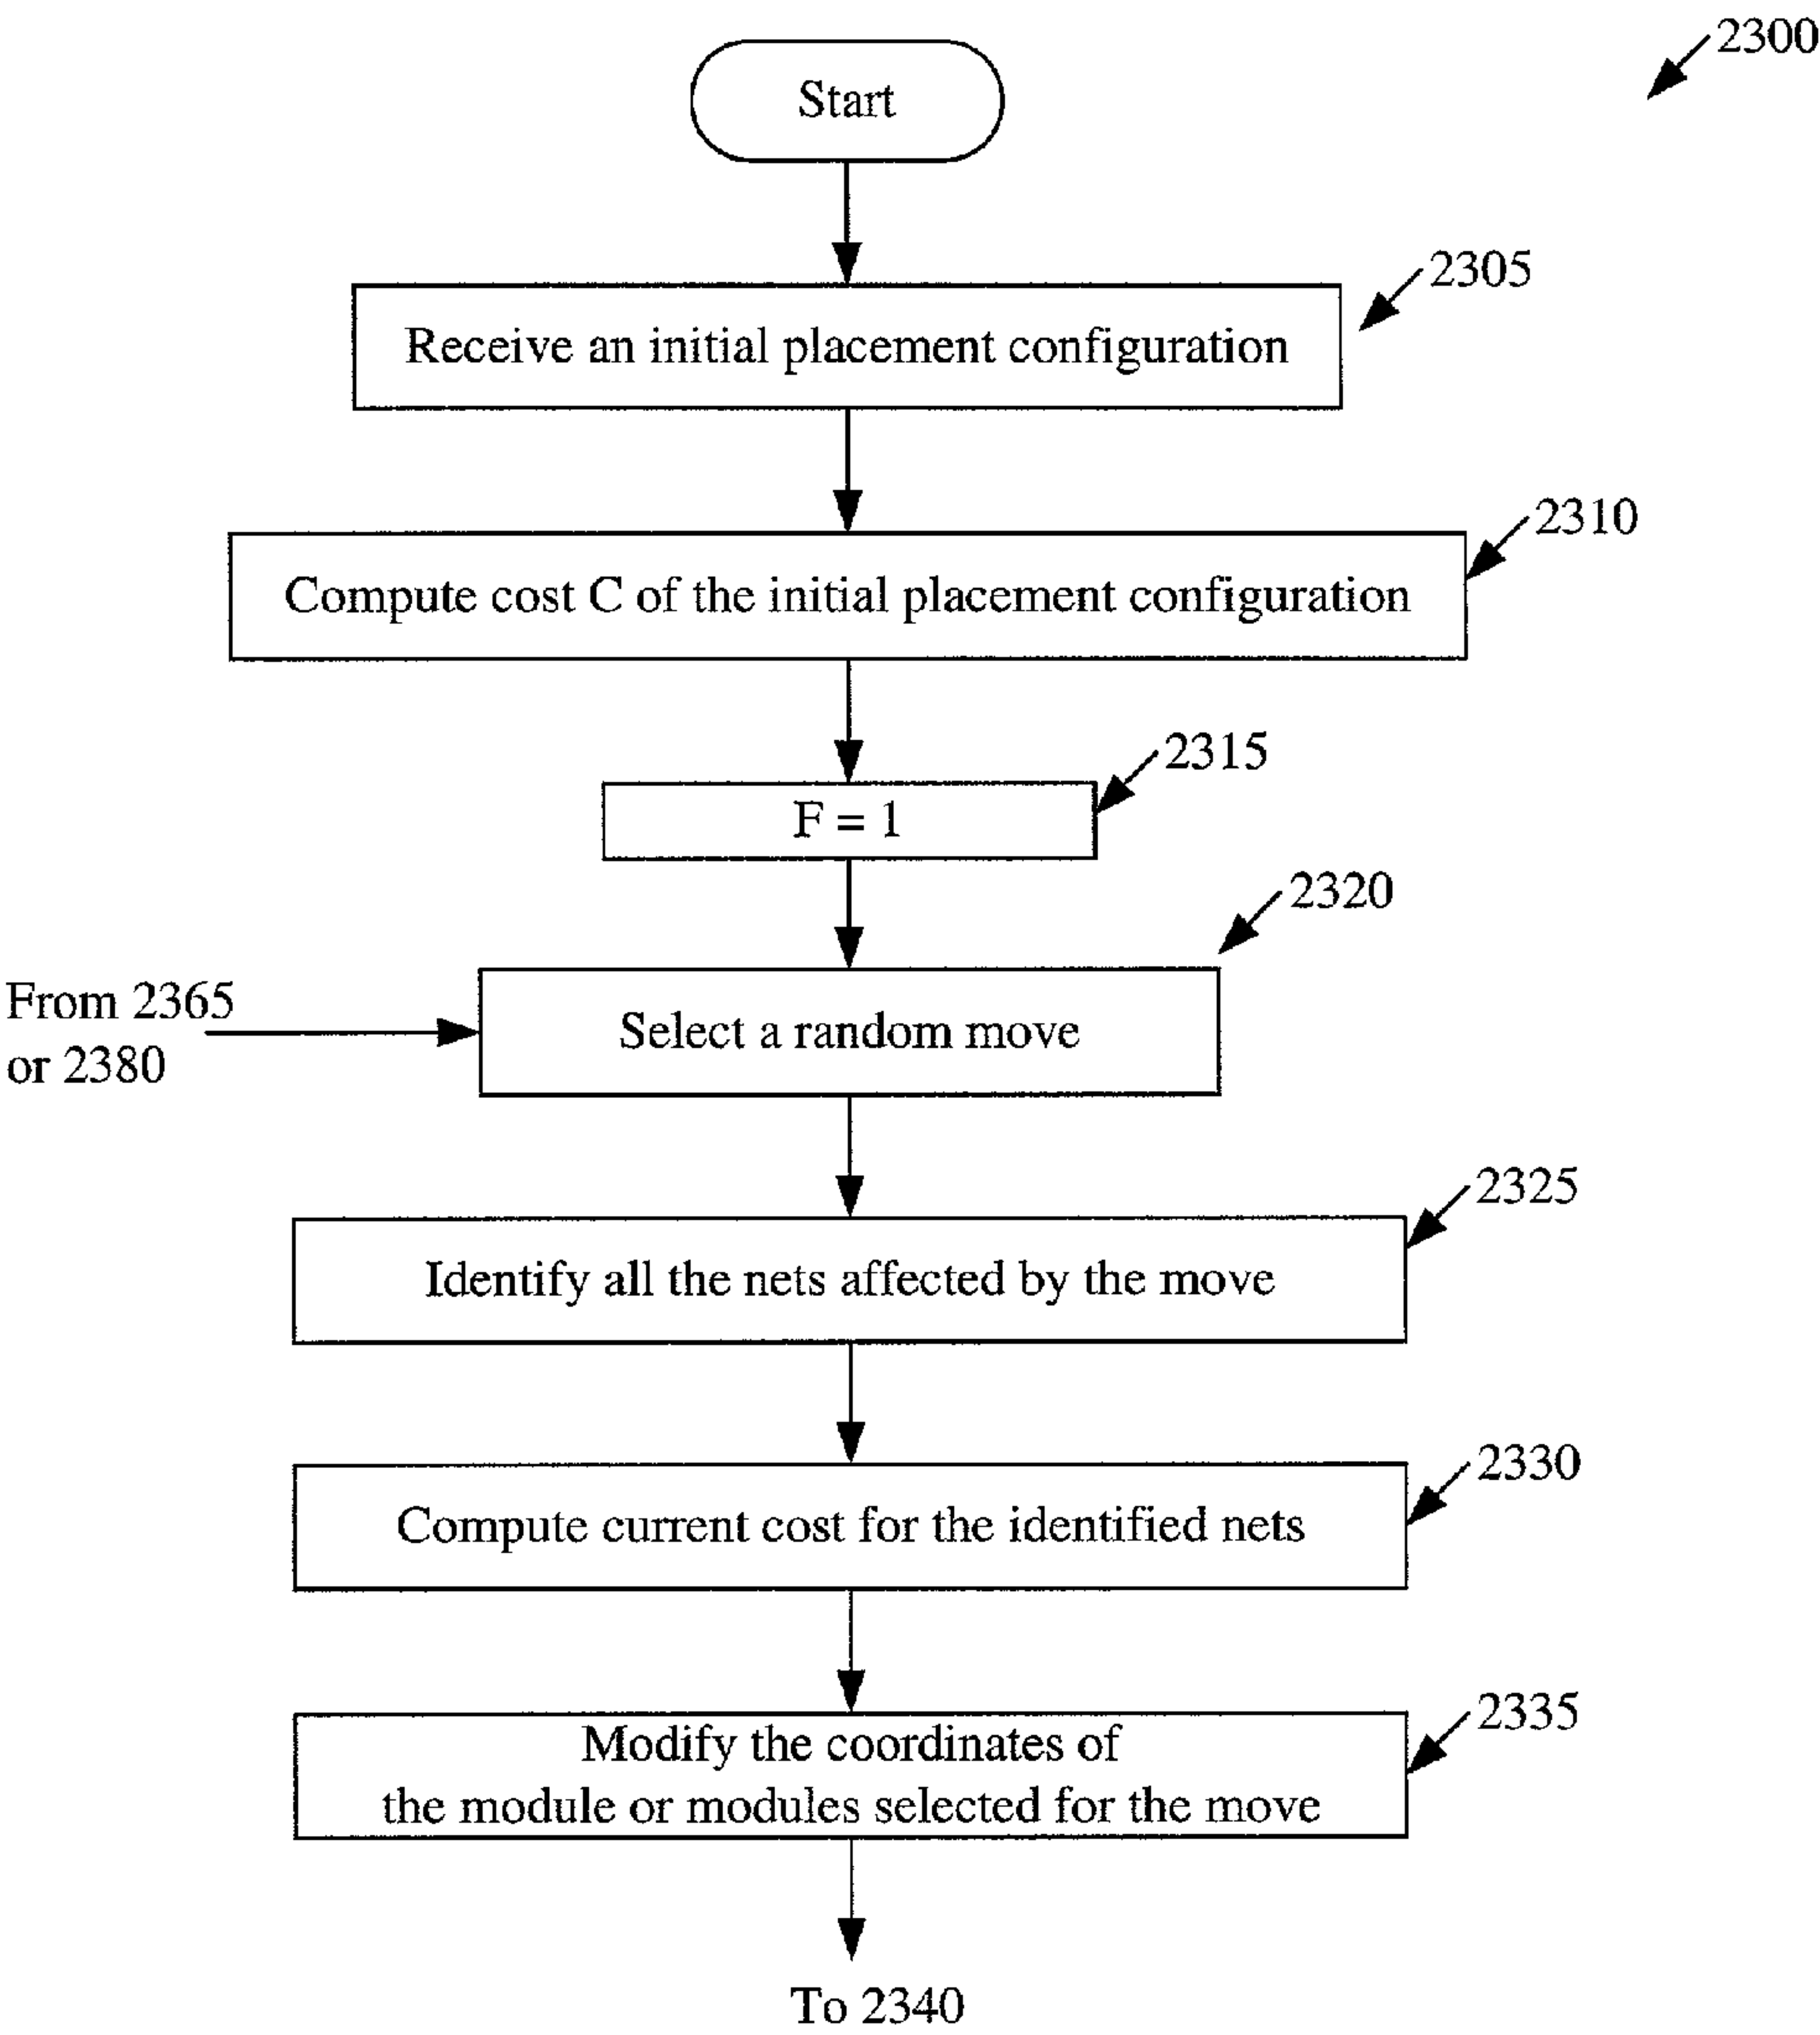 2300
Start
2305
Receive an initial placement configuration
2310
Compute cost C of the initial placement configuration
2315
F = 1
2320
From 2365
or 2380
Select a random move
2325
Identify all the nets affected by the move
2330
Compute current cost for the identified nets
2335
Modify the coordinates of
the module or modules selected for the move
To 2340